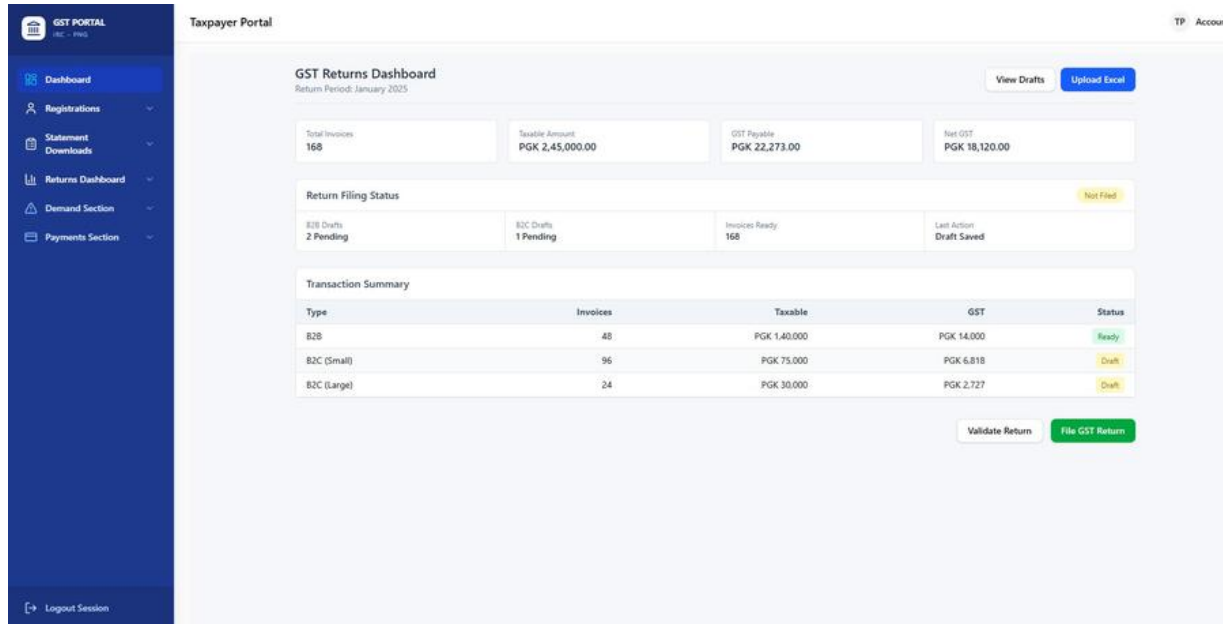 GST PORTAL
IRC - PNG
Taxpayer Portal
TP Accoun
Dashboard
Registrations
Statement
Downloads
Returns Dashboard
Demand Section
Payments Section
Logout Session
GST Returns Dashboard
Return Period: January 2025
View Drafts Upload Excel
Total Invoices Taxable Amount GST Payable Net GST
168 PGK 2,45,000.00 PGK 22,273.00 PGK 18,120.00
Return Filing Status Not Filed
B2B Drafts B2C Drafts Invoices Ready Last Action
2 Pending 1 Pending 168 Draft Saved
Transaction Summary
Type Invoices Taxable GST Status
B2B 48 PGK 1,40,000 PGK 14,000 Ready
B2C (Small) 96 PGK 75,000 PGK 6,818 Draft
B2C (Large) 24 PGK 30,000 PGK 2,727 Draft
Validate Return File GST Return